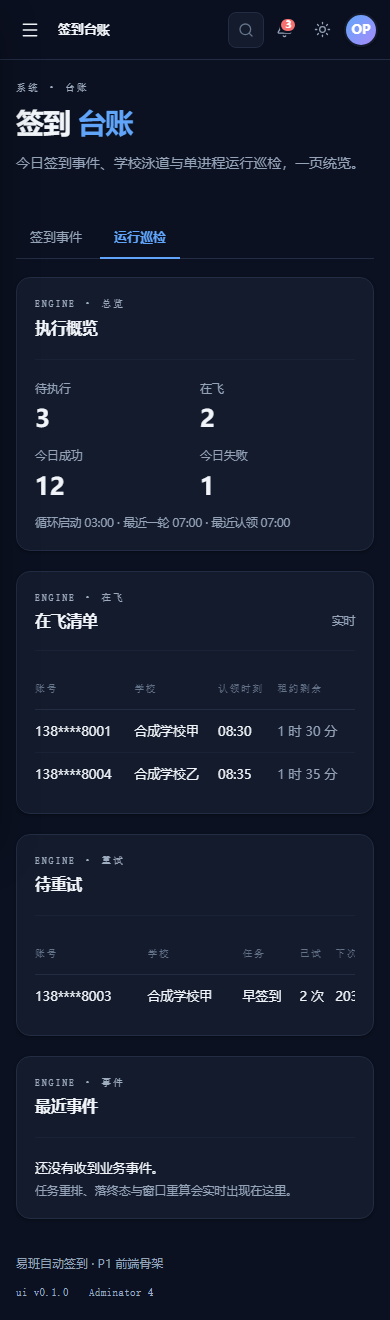 签到台账
3
OP
系统 • 台账
签到 台账
今日签到事件、学校泳道与单进程运行巡检，一页统览。
签到事件 运行巡检
ENGINE • 总览
执行概览
待执行 在飞
3 2
今日成功 今日失败
12 1
循环启动 03:00 · 最近一轮 07:00 · 最近认领 07:00
ENGINE • 在飞
在飞清单 实时
账号 学校 认领时刻 租约剩余
138****8001 合成学校甲 08:30 1 时 30 分
138****8004 合成学校乙 08:35 1 时 35 分
ENGINE • 重试
待重试
账号 学校 任务 已试 下次
138****8003 合成学校甲 早签到 2 次 203
ENGINE • 事件
最近事件
还没有收到业务事件。
任务重排、落终态与窗口重算会实时出现在这里。
易班自动签到 · P1 前端骨架
ui v0.1.0 Adminator 4